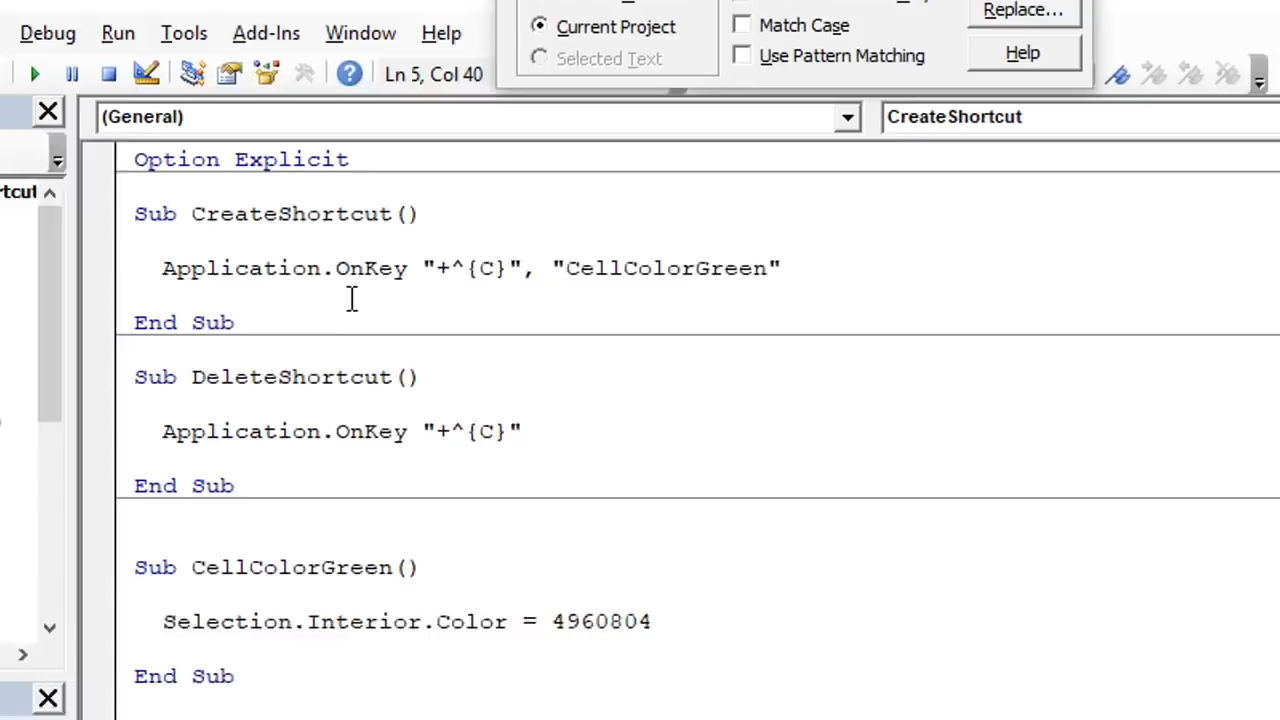 Replace...
Current Project
Match Case
Selected Text
Use Pattern Matching
Help
Debug Run Tools Add-Ins Window Help
Ln 5, Col 40
(General)
CreateShortcut
rtcut
Option Explicit
Sub CreateShortcut()
Application.OnKey "+^{C}", "CellColorGreen"
End Sub
Sub DeleteShortcut()
Application.OnKey "+^{C}"
End Sub
Sub CellColorGreen()
Selection.Interior.Color = 4960804
End Sub